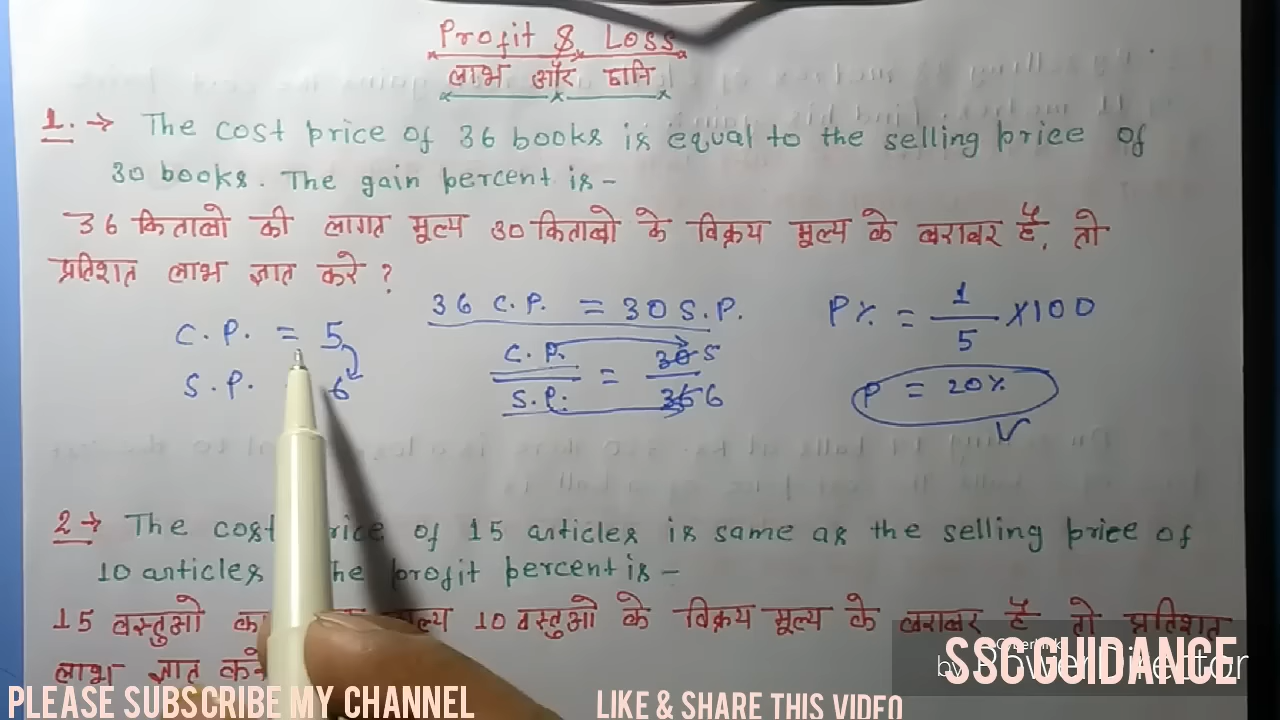 Profit & Loss
लाभ और हानि
1. → The cost price of 36 books is equal to the selling price of
30 books. The gain percent is -
36 किताबो की लागत मूल्य 30 किताबो के विक्रय मूल्य के बराबर है, तो
प्रतिशत लाभ ज्ञात करे ?
C.P. = 5
S.P. 6
36 C.P. = 30 S.P.
C.P. / S.P. = 30 5 / 36 6
P% = 1/5 × 100
P = 20%
2 → The cost rice of 15 articles is same as the selling price of
10 articles he profit percent is -
15 वस्तुओ का मूल्य 10 वस्तुओ के विक्रय मूल्य के बराबर है तो प्रतिशत
लाभ ज्ञात करे
by
SSC GUIDANCE
PLEASE SUBSCRIBE MY CHANNEL
LIKE & SHARE THIS VIDEO